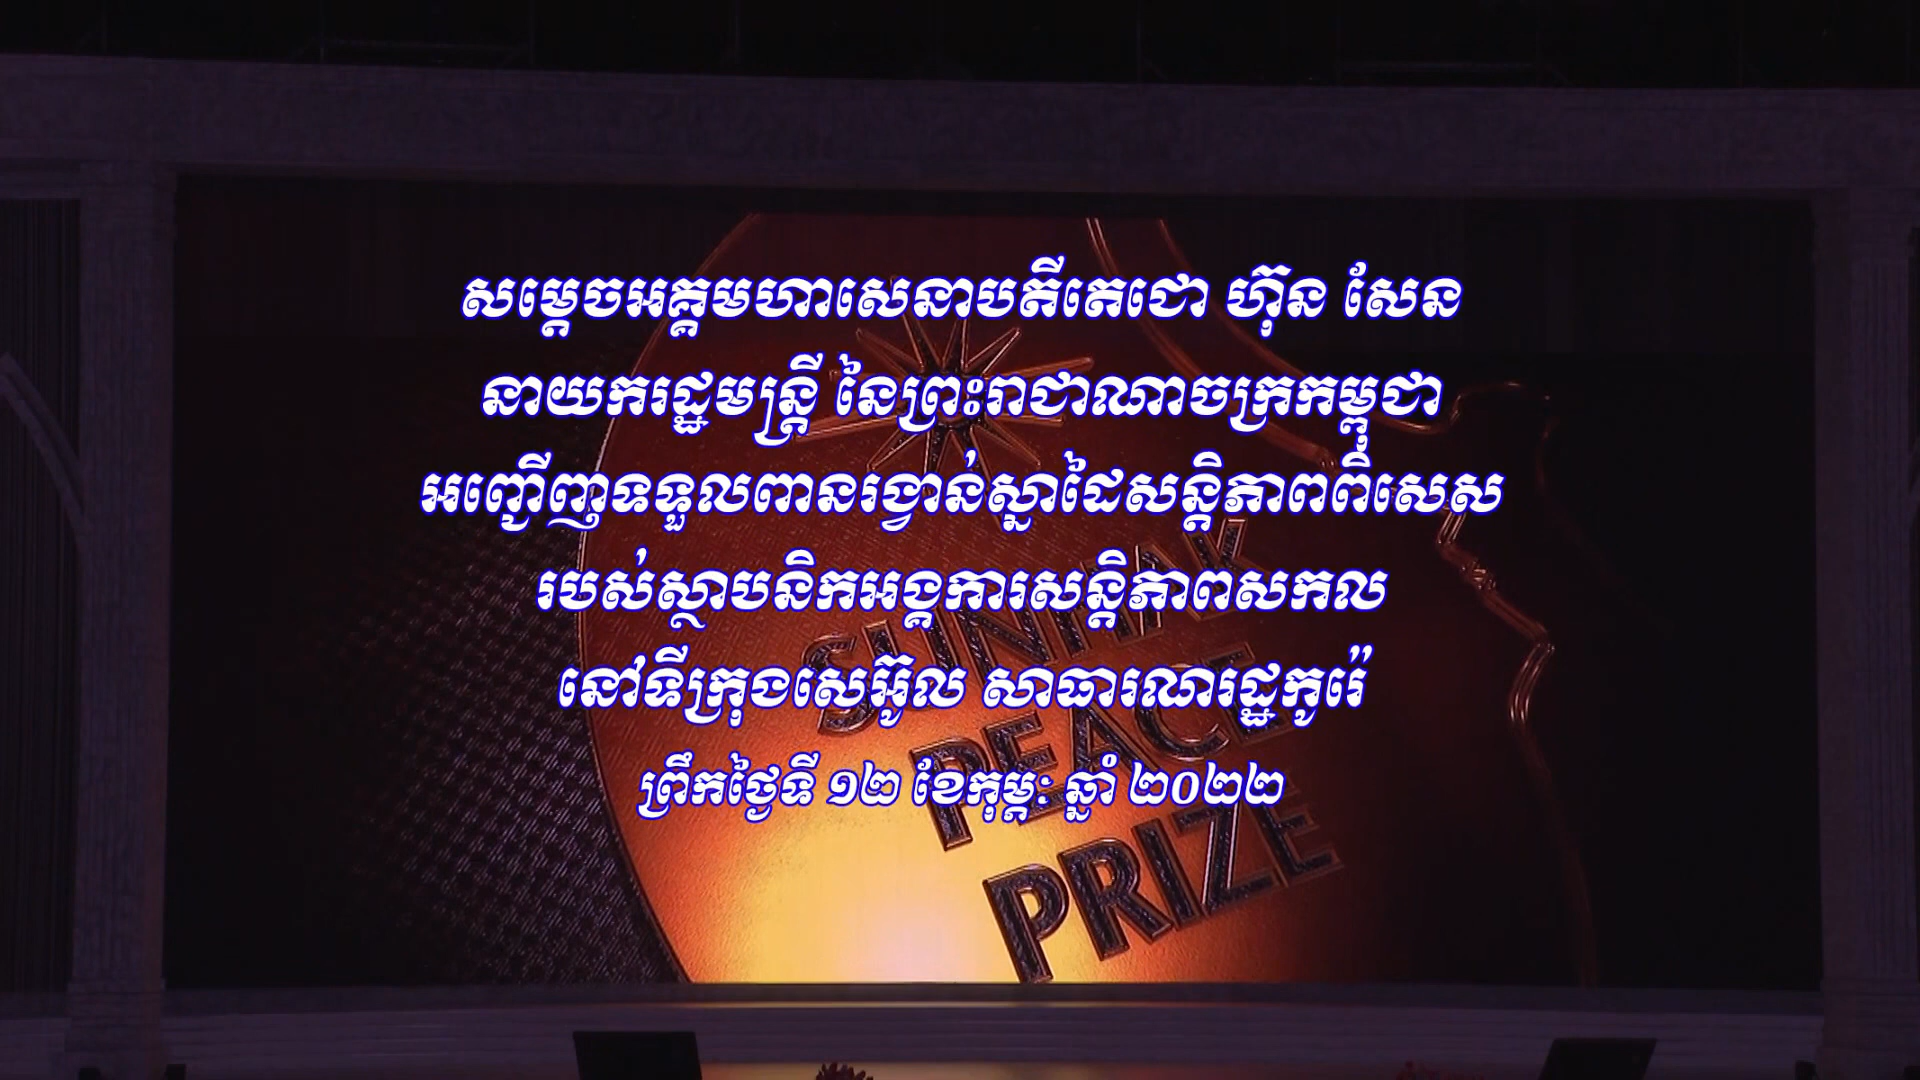 សម្តេចអគ្គមហាសេនាបតីតេជោ ហ៊ុន សែន
នាយករដ្ឋមន្ត្រី នៃព្រះរាជាណាចក្រកម្ពុជា
អញ្ជើញទទួលពានរង្វាន់ស្នាដៃសន្តិភាពពិសេស
របស់ស្ថាបនិកអង្គការសន្តិភាពសកល
នៅទីក្រុងសេអ៊ូល សាធារណរដ្ឋកូរ៉េ
ព្រឹកថ្ងៃទី ១២ ខែកុម្ភៈ ឆ្នាំ ២០២២
SUNHAK
PEACE
PRIZE